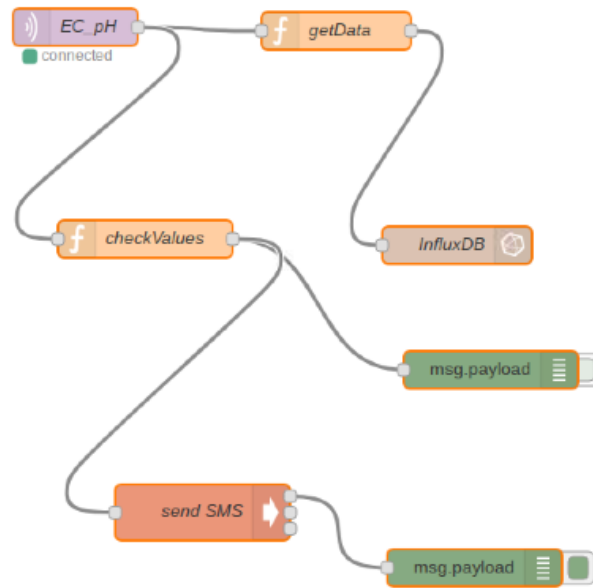 EC_pH
getData
connected
checkValues
InfluxDB
msg.payload
send SMS
msg.payload